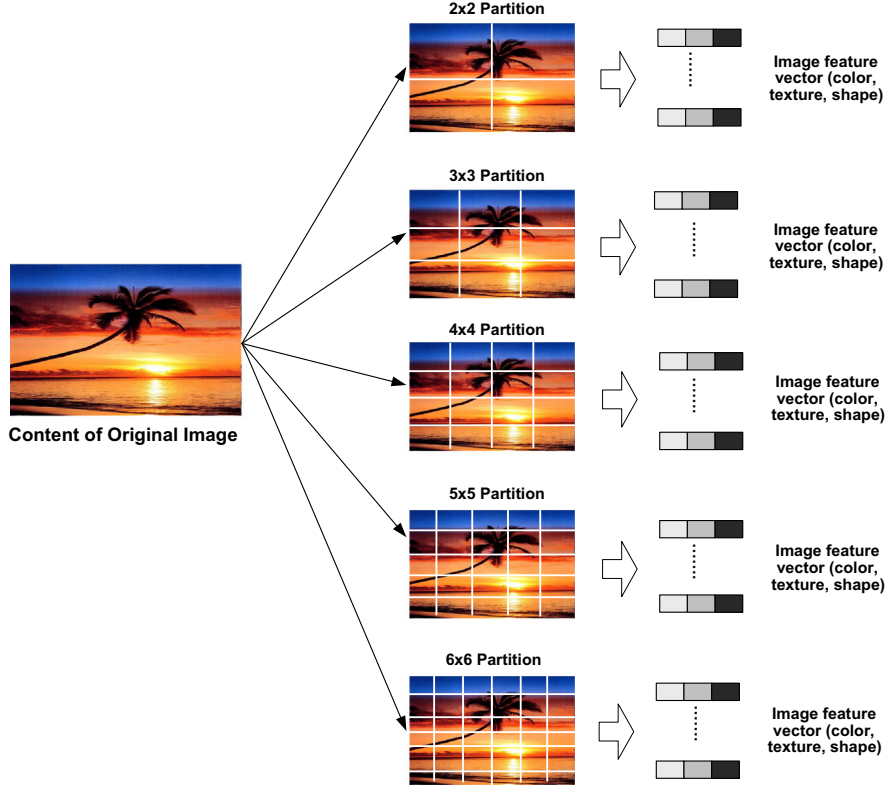 2x2 Partition
Image feature
vector (color,
texture, shape)
3x3 Partition
Image feature
vector (color,
texture, shape)
Content of Original Image
4x4 Partition
Image feature
vector (color,
texture, shape)
5x5 Partition
Image feature
vector (color,
texture, shape)
6x6 Partition
Image feature
vector (color,
texture, shape)